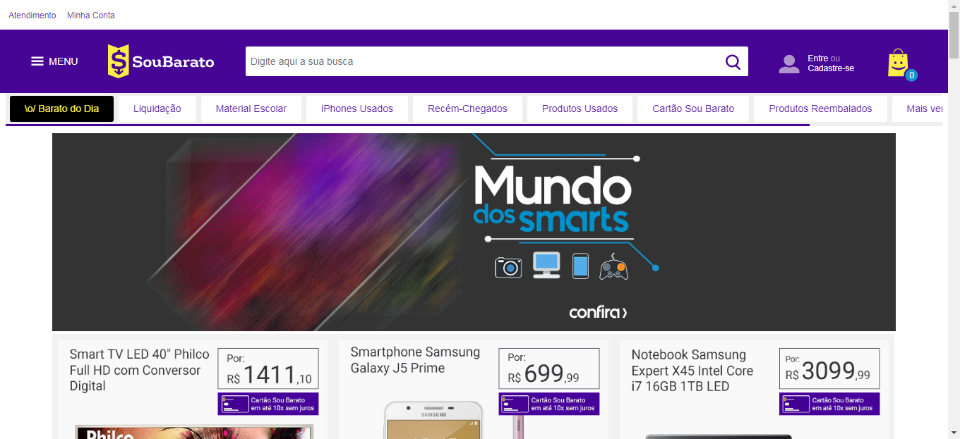 Atendimento Minha Conta
MENU
SouBarato
Digite aqui a sua busca
Entre ou
Cadastre-se
0
\o/ Barato do Dia
Liquidação
Material Escolar
iPhones Usados
Recém-Chegados
Produtos Usados
Cartão Sou Barato
Produtos Reembalados
Mais ver
Mundo
dos smarts
confira
Smart TV LED 40" Philco
Full HD com Conversor
Digital
Por:
R$ 1411,10
Cartão Sou Barato
em até 10x sem juros
Philco
Smartphone Samsung
Galaxy J5 Prime
Por:
R$ 699,99
Cartão Sou Barato
em até 10x sem juros
SAMSUNG
Notebook Samsung
Expert X45 Intel Core
i7 16GB 1TB LED
Por:
R$ 3099,99
Cartão Sou Barato
em até 10x sem juros